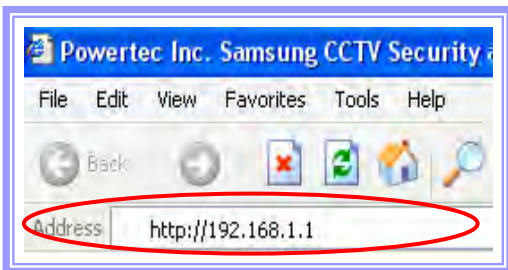 Powertec Inc. Samsung CCTV Security a
File Edit View Favorites Tools Help
Back
Address http://192.168.1.1